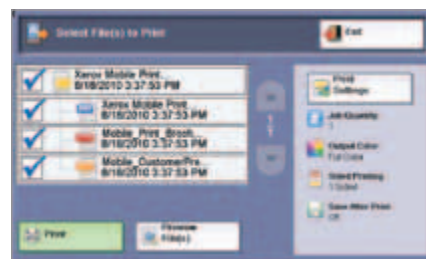 Select File(s) to Print
Exit
Xerox Mobile Print...
8/18/2010 3:37:53 PM
Xerox Mobile Print
8/18/2010 3:37:53 PM
Mobile_Print_Broch...
8/18/2010 3:37:53 PM
Mobile_CustomerPre...
8/18/2010 3:37:53 PM
Print
Settings
Job Quantity
1
Output Color
Full Color
Sided Printing
1 Sided
Save After Print
Off
Print
File(s)